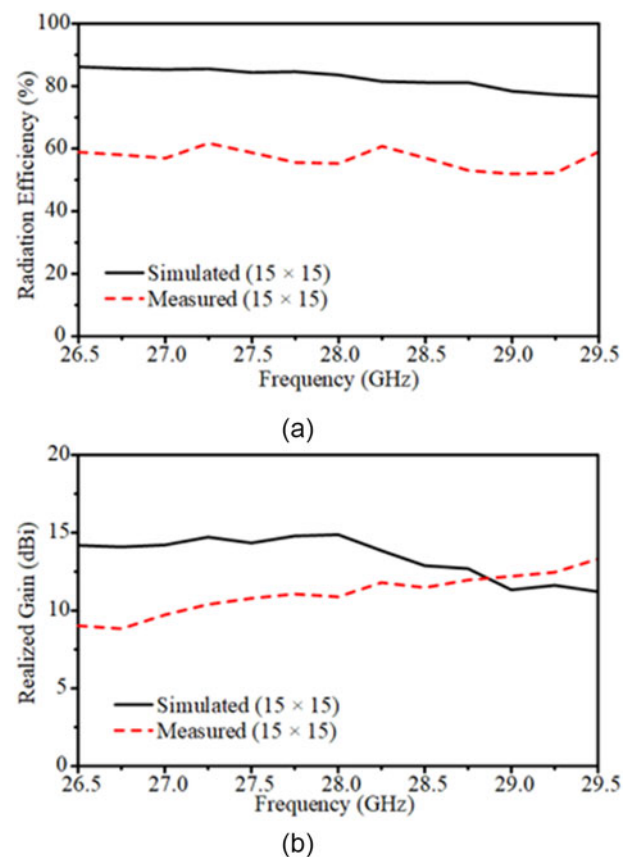 100
80
60
40
20
0
Radiation Efficiency (%)
Simulated (15 × 15)
Measured (15 × 15)
26.5 27.0 27.5 28.0 28.5 29.0 29.5
Frequency (GHz)
(a)
20
15
10
5
0
Realized Gain (dBi)
Simulated (15 × 15)
Measured (15 × 15)
26.5 27.0 27.5 28.0 28.5 29.0 29.5
Frequency (GHz)
(b)